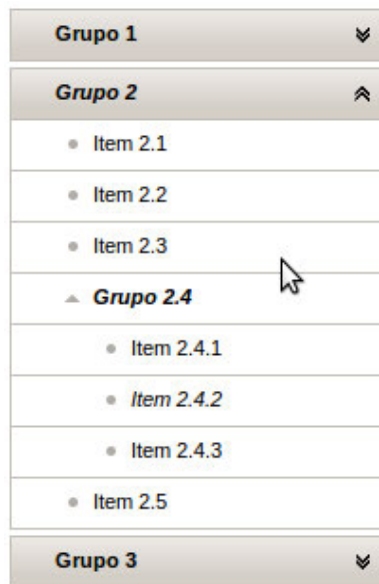 Grupo 1
Grupo 2
Item 2.1
Item 2.2
Item 2.3
Grupo 2.4
Item 2.4.1
Item 2.4.2
Item 2.4.3
Item 2.5
Grupo 3